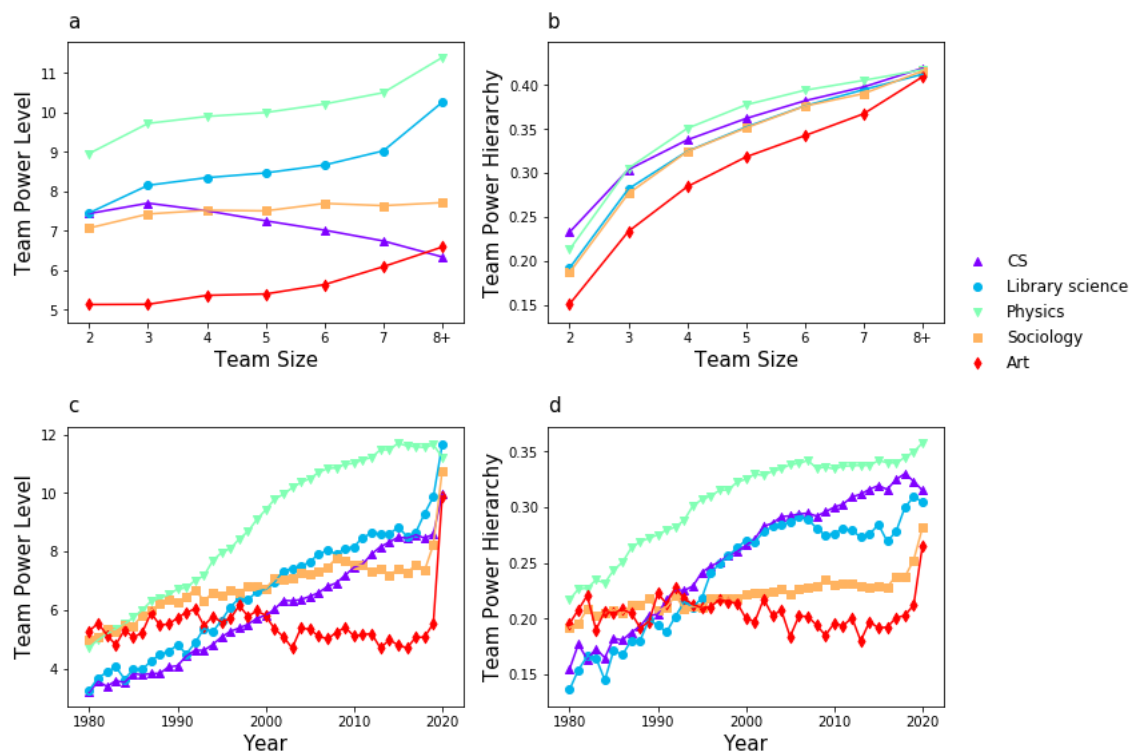 a
b
11
10
9
8
7
6
5
Team Power Level
2
3
4
5
6
7
8+
Team Size
0.40
0.35
0.30
0.25
0.20
0.15
Team Power Hierarchy
2
3
4
5
6
7
8+
Team Size
CS
Library science
Physics
Sociology
Art
c
d
12
10
8
6
4
Team Power Level
1980
1990
2000
2010
2020
Year
0.35
0.30
0.25
0.20
0.15
Team Power Hierarchy
1980
1990
2000
2010
2020
Year